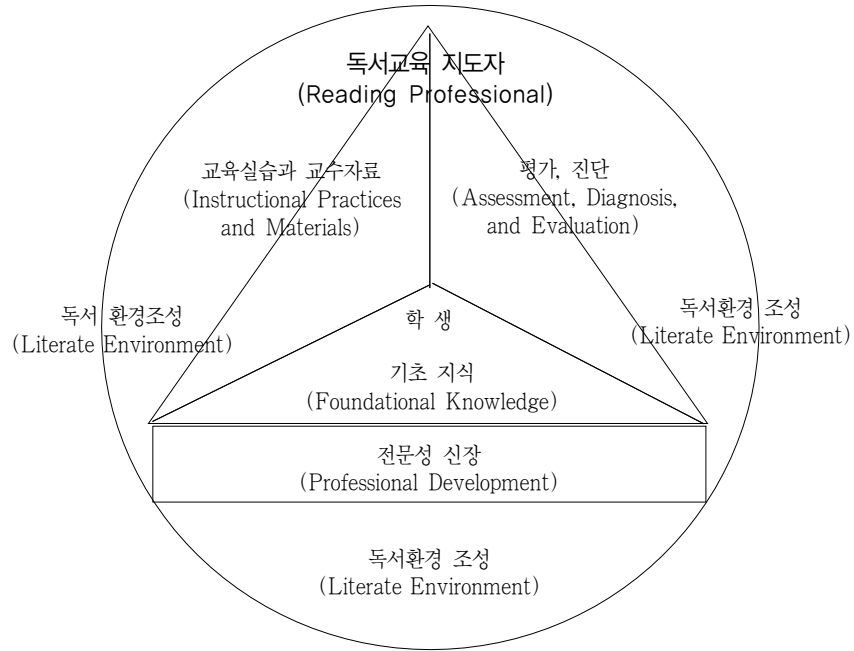 독서교육 지도자
(Reading Professional)
교육실습과 교수자료
(Instructional Practices
and Materials)
평가, 진단
(Assessment, Diagnosis,
and Evaluation)
독서 환경조성
(Literate Environment)
독서환경 조성
(Literate Environment)
학 생
기초 지식
(Foundational Knowledge)
전문성 신장
(Professional Development)
독서환경 조성
(Literate Environment)